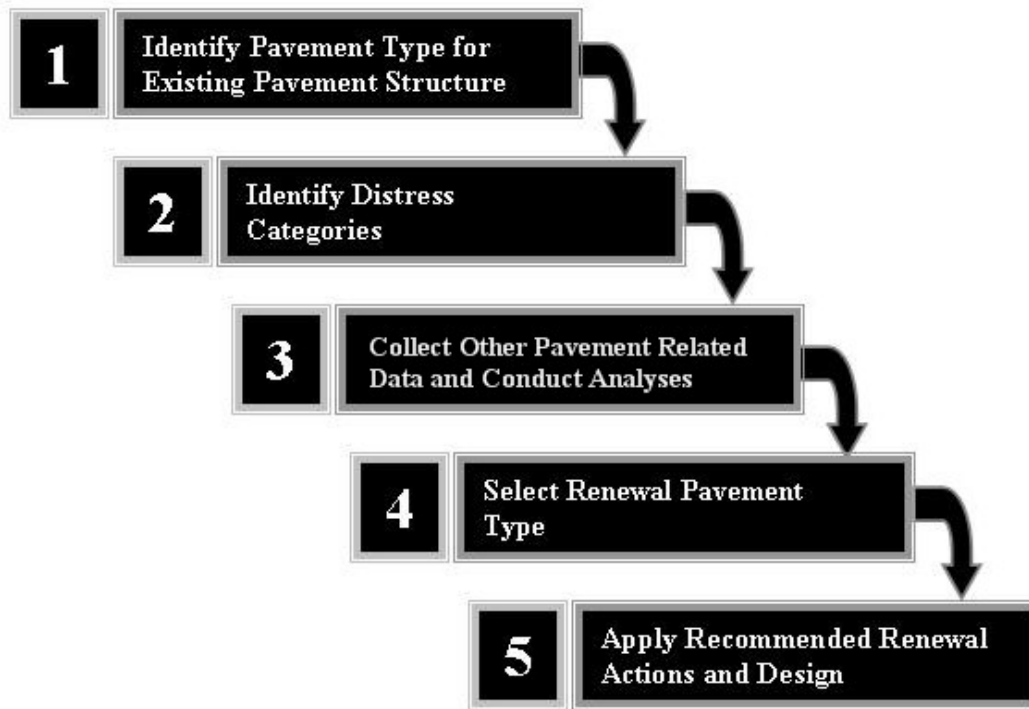 1
Identify Pavement Type for
Existing Pavement Structure
2
Identify Distress
Categories
3
Collect Other Pavement Related
Data and Conduct Analyses
4
Select Renewal Pavement
Type
5
Apply Recommended Renewal
Actions and Design